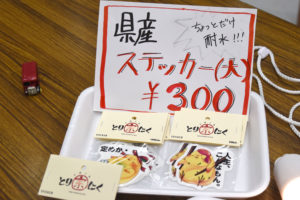 県産
ちょっとだけ
耐水!!!
ステッカー(大)
¥300
とり たく
とり たく
とり たく